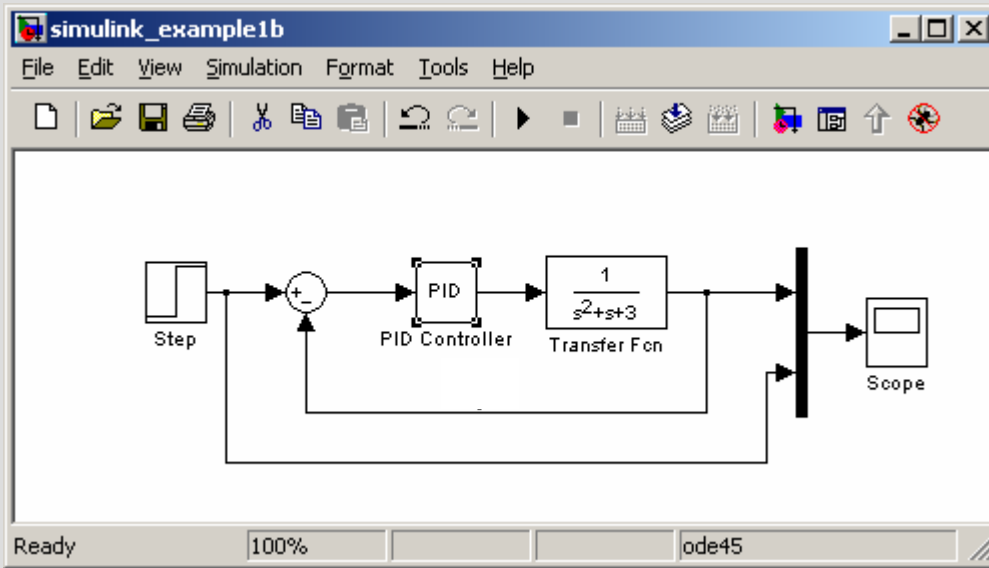 simulink_example1b
File Edit View Simulation Format Tools Help
Step
+
-
PID
PID Controller
1
s²+s+3
Transfer Fcn
Scope
Ready 100% ode45